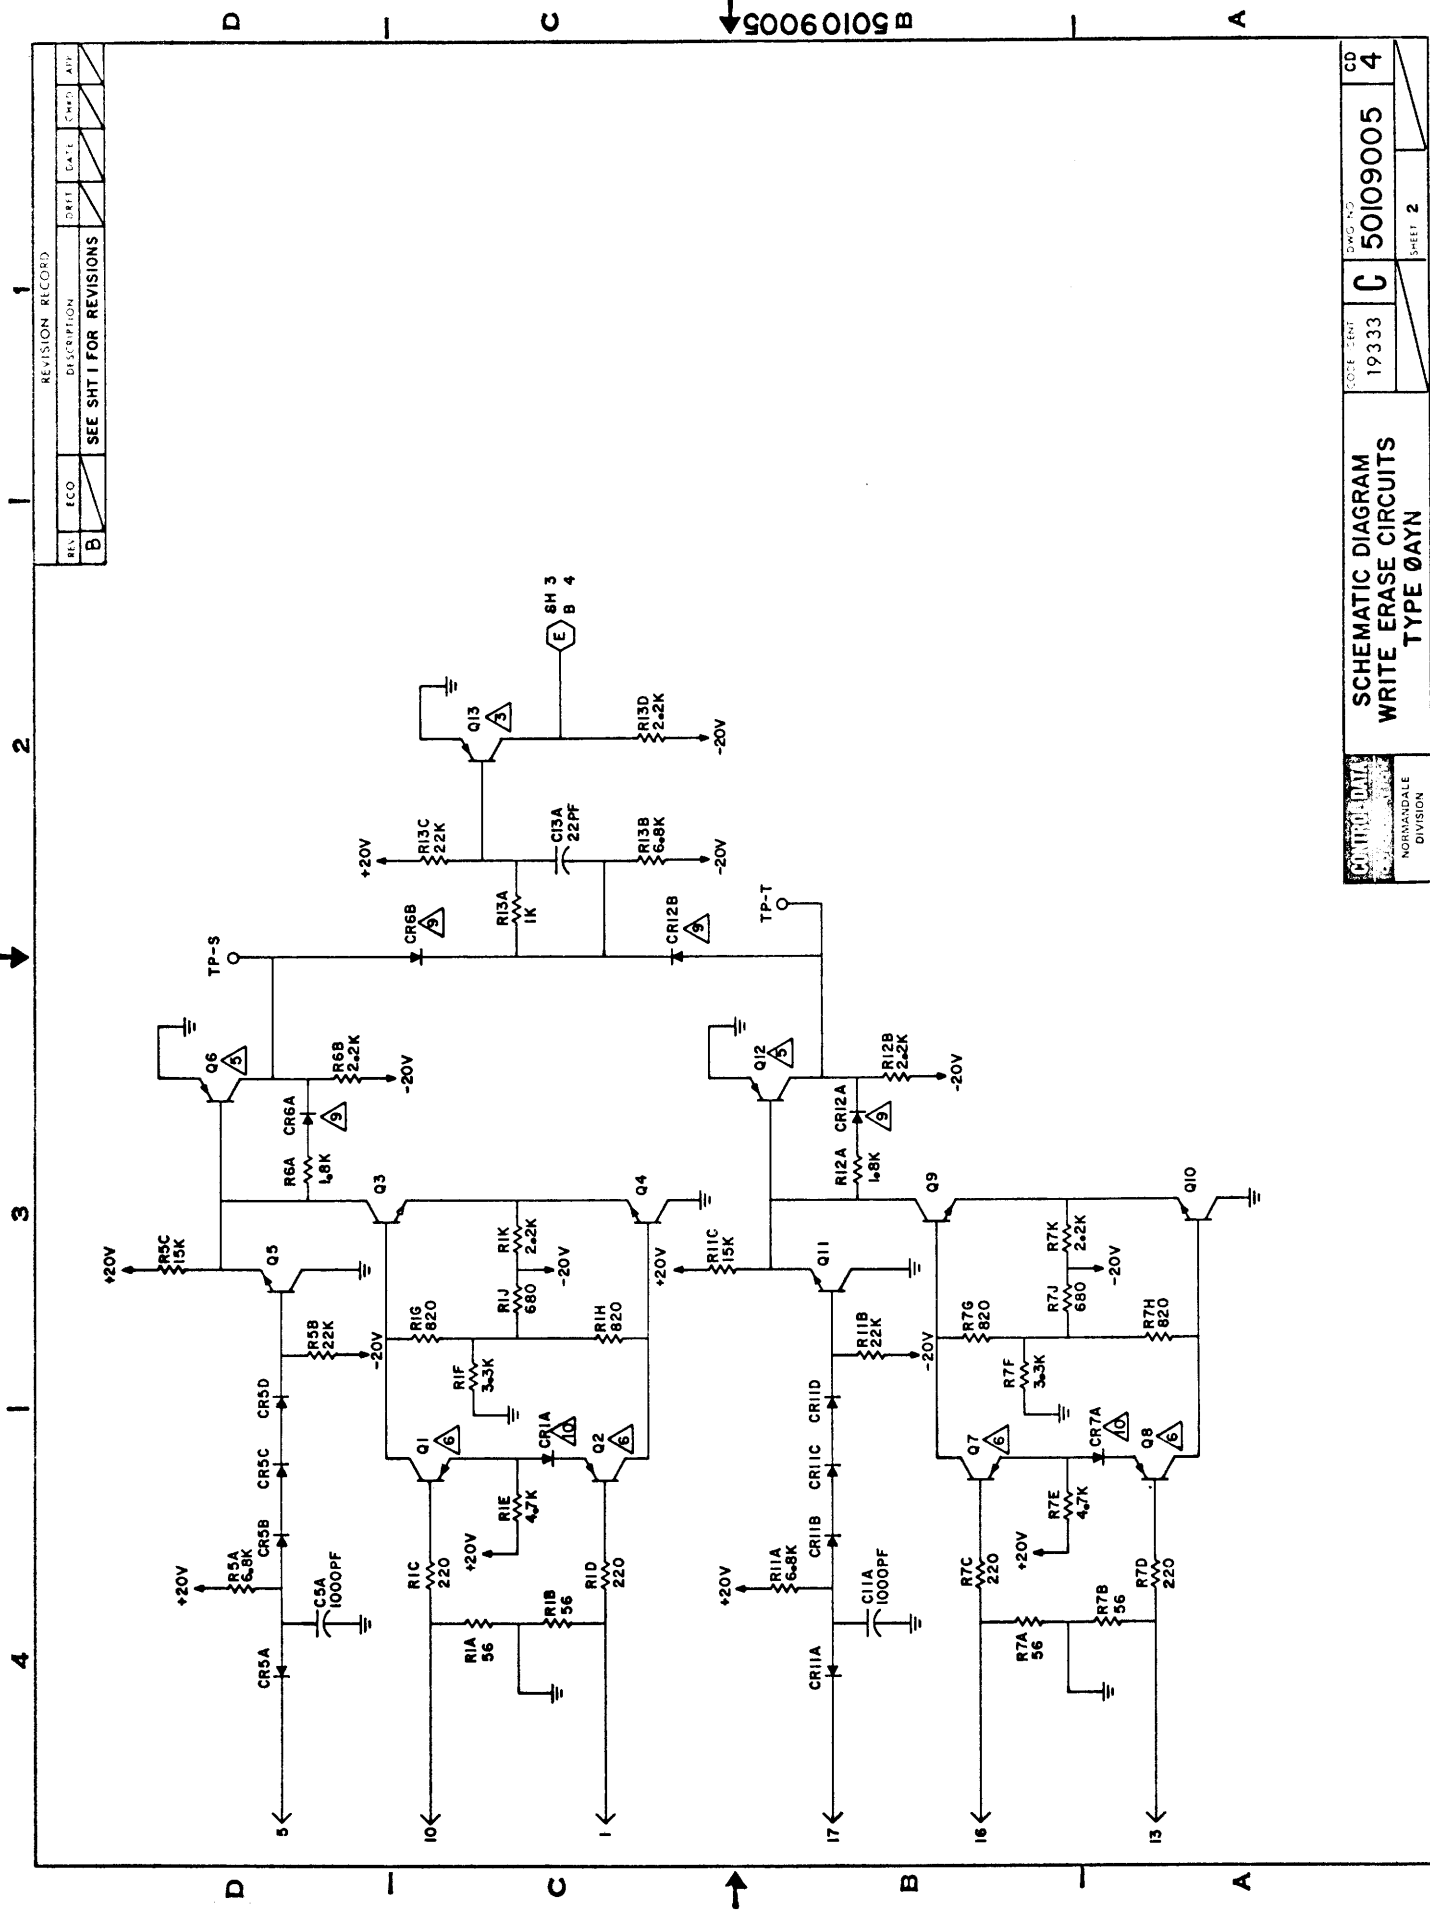 D
C
50109005
B
A
1
2
3
4
REVISION RECORD
REV
ECO
DESCRIPTION
DRFT
DATE
CHKD
APP
B
SEE SHT 1 FOR REVISIONS
+20V
R5C
15K
Q5
R5B
22K
-20V
CR5D
CR5C
CR5B
+20V
R5A
6.8K
C5A
1000PF
CR5A
5
Q6
5
CR6A
9
R6A
1.8K
R6B
2.2K
-20V
TP-S
CR6B
9
Q3
Q4
R1K
2.2K
-20V
R1J
680
R1G
820
R1H
820
R1F
3.3K
Q1
6
CR1A
10
Q2
6
R1E
4.7K
+20V
R1C
220
R1D
220
R1A
56
R1B
56
10
1
+20V
R13C
22K
R13A
1K
C13A
22PF
R13B
6.8K
-20V
Q13
3
R13D
2.2K
-20V
E
SH 3
B 4
CR12B
9
TP-T
+20V
R11C
15K
Q11
R11B
22K
-20V
CR11D
CR11C
CR11B
+20V
R11A
6.8K
C11A
1000PF
CR11A
17
Q12
5
CR12A
9
R12A
1.8K
R12B
2.2K
-20V
Q9
Q10
R7K
2.2K
-20V
R7J
680
R7G
820
R7H
820
R7F
3.3K
Q7
6
CR7A
10
Q8
6
R7E
4.7K
+20V
R7C
220
R7D
220
R7A
56
R7B
56
16
13
CONTROL DATA
NORMANDALE
DIVISION
SCHEMATIC DIAGRAM
WRITE ERASE CIRCUITS
TYPE ØAYN
CODE IDENT
19333
C
DWG NO
50109005
CD
4
SHEET 2
D
C
B
A